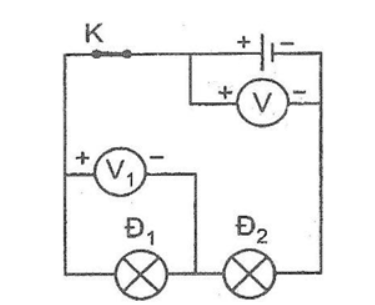 K
+ −
+ V −
+ V₁ −
Đ₁ Đ₂